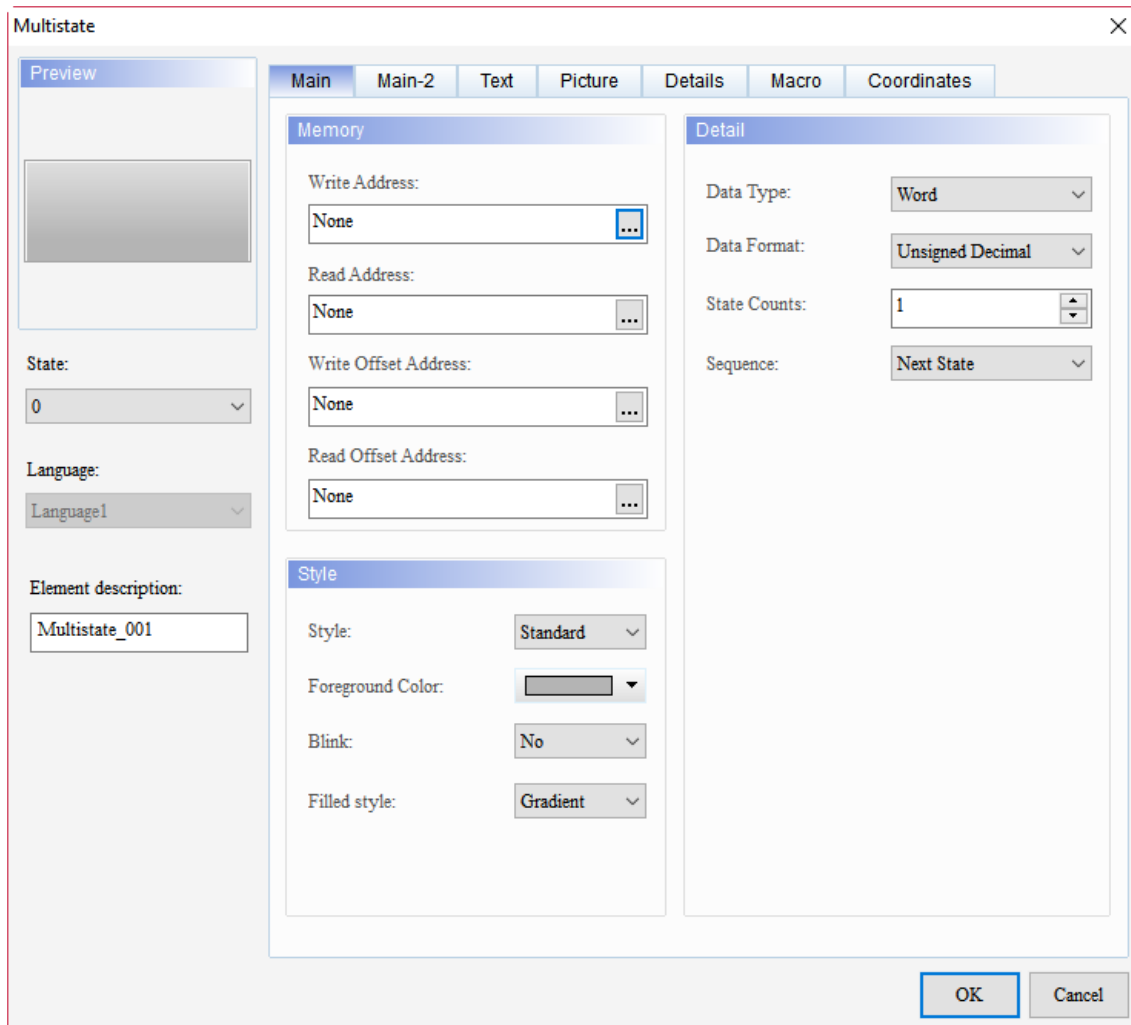 Multistate
Preview
State:
0
Language:
Language1
Element description:
Multistate_001
Main Main-2 Text Picture Details Macro Coordinates
Memory
Write Address:
None ...
Read Address:
None ...
Write Offset Address:
None ...
Read Offset Address:
None ...
Style
Style: Standard
Foreground Color:
Blink: No
Filled style: Gradient
Detail
Data Type: Word
Data Format: Unsigned Decimal
State Counts: 1
Sequence: Next State
OK Cancel